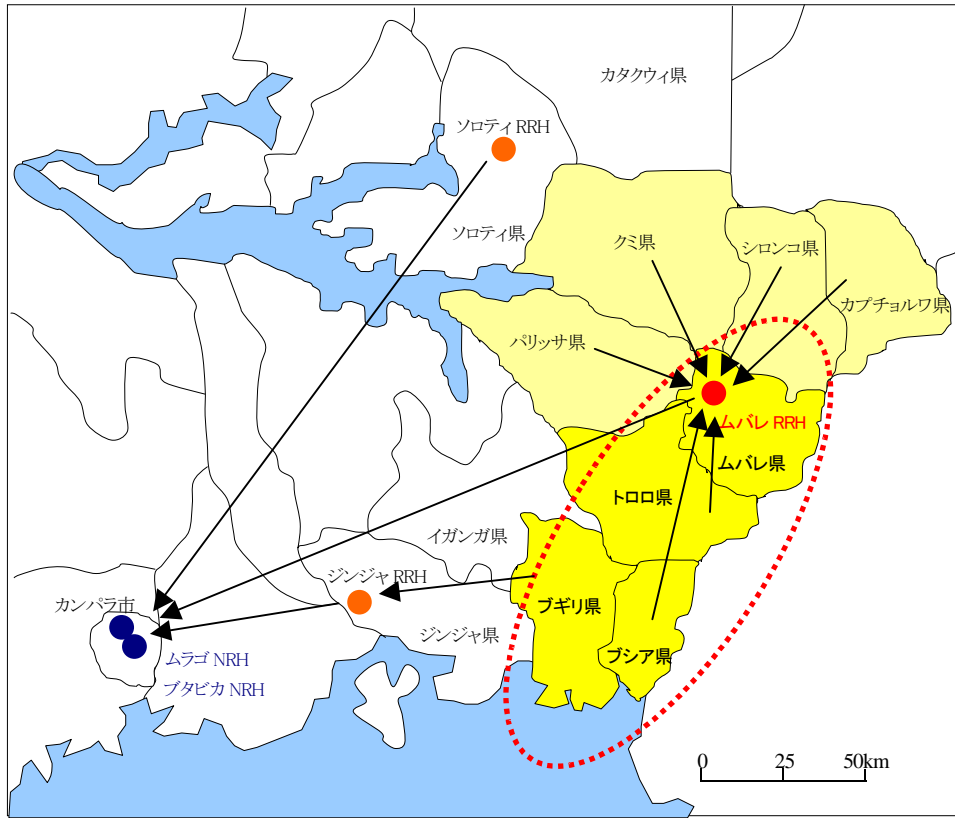 カタクウィ県
ソロティ RRH
ソロティ県
クミ県
シロンコ県
カプチョルワ県
パリッサ県
ムバレ RRH
ムバレ県
トロロ県
イガンガ県
ジンジャ RRH
カンパラ市
ブギリ県
ジンジャ県
ブシア県
ムラゴ NRH
ブタビカ NRH
0 25 50km